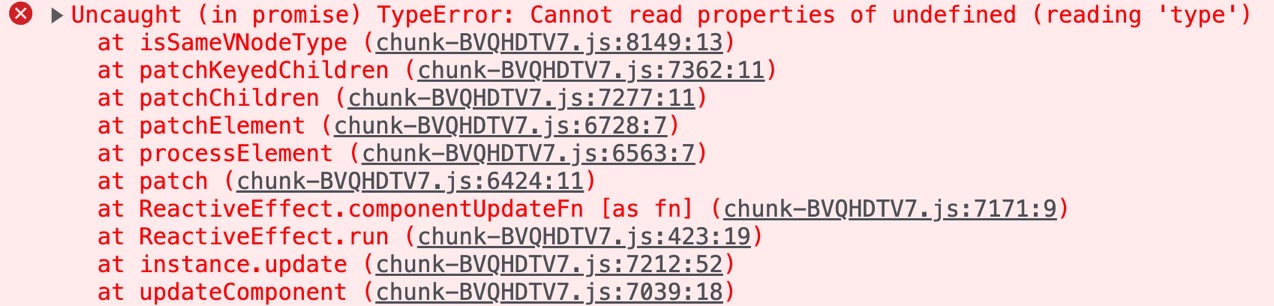 Uncaught (in promise) TypeError: Cannot read properties of undefined (reading 'type')
at isSameVNodeType (chunk-BVQHDTV7.js:8149:13)
at patchKeyedChildren (chunk-BVQHDTV7.js:7362:11)
at patchChildren (chunk-BVQHDTV7.js:7277:11)
at patchElement (chunk-BVQHDTV7.js:6728:7)
at processElement (chunk-BVQHDTV7.js:6563:7)
at patch (chunk-BVQHDTV7.js:6424:11)
at ReactiveEffect.componentUpdateFn [as fn] (chunk-BVQHDTV7.js:7171:9)
at ReactiveEffect.run (chunk-BVQHDTV7.js:423:19)
at instance.update (chunk-BVQHDTV7.js:7212:52)
at updateComponent (chunk-BVQHDTV7.js:7039:18)